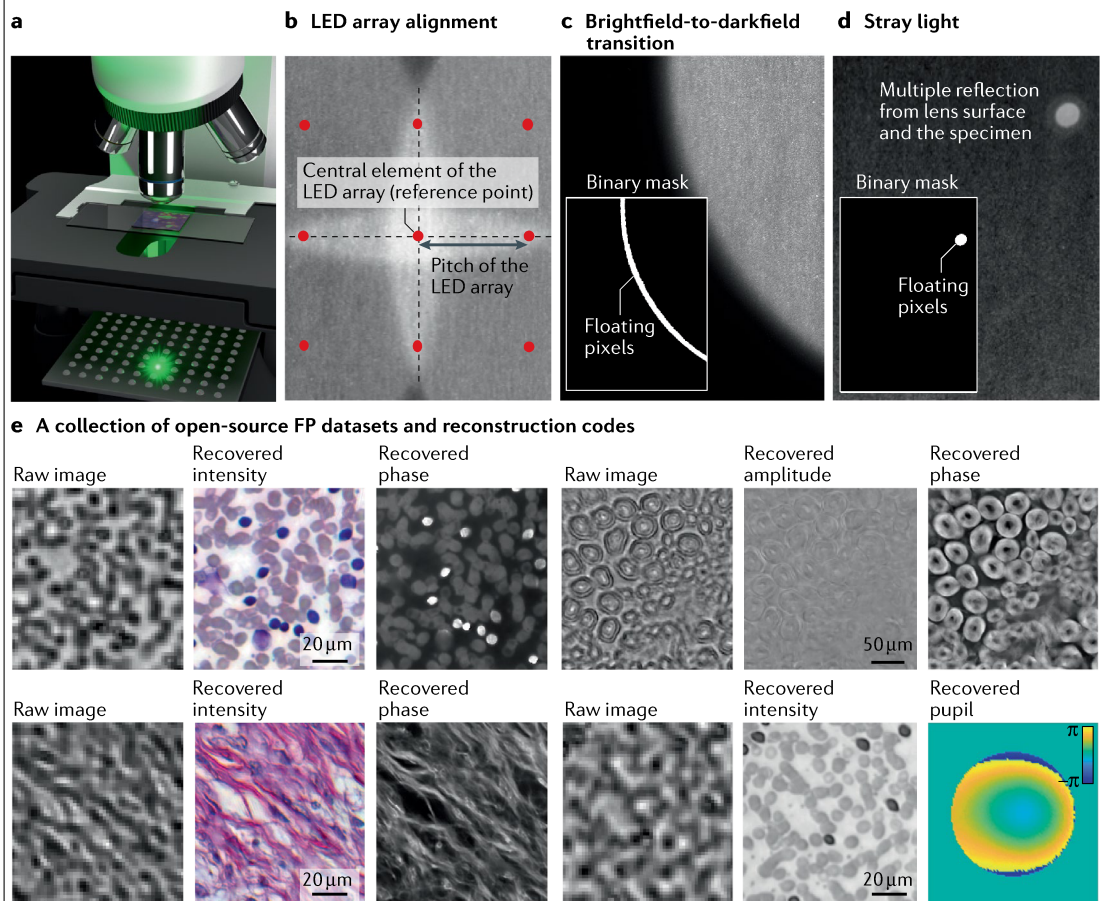 a
b LED array alignment
c Brightfield-to-darkfield
transition
d Stray light
Central element of the
LED array (reference point)
Pitch of the
LED array
Binary mask
Floating
pixels
Multiple reflection
from lens surface
and the specimen
Binary mask
Floating
pixels
e A collection of open-source FP datasets and reconstruction codes
Raw image
Recovered
intensity
Recovered
phase
Raw image
Recovered
amplitude
Recovered
phase
20 µm
50 µm
Raw image
Recovered
intensity
Recovered
phase
Raw image
Recovered
intensity
Recovered
pupil
π
–π
20 µm
20 µm